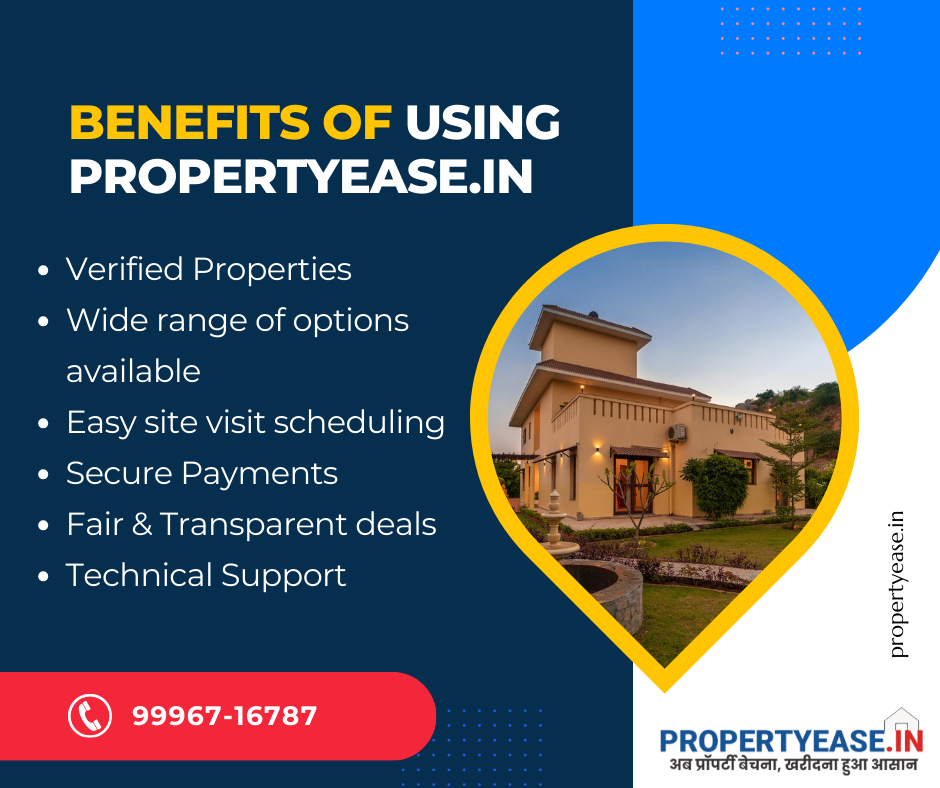 BENEFITS OF USING
PROPERTYEASE.IN
Verified Properties
Wide range of options
available
Easy site visit scheduling
Secure Payments
Fair & Transparent deals
Technical Support
99967-16787
propertyease.in
PROPERTYEASE.IN
अब प्रॉपर्टी बेचना, खरीदना हुआ आसान